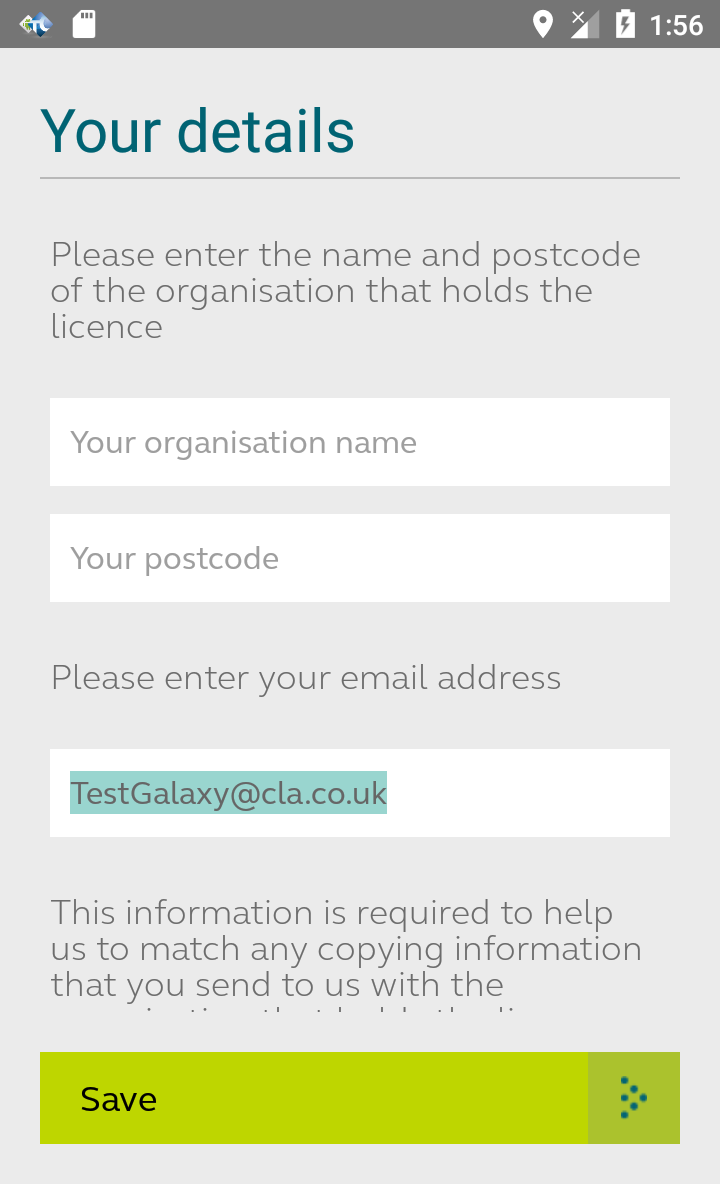 1:56
Your details
Please enter the name and postcode
of the organisation that holds the
licence
Your organisation name
Your postcode
Please enter your email address
TestGalaxy@cla.co.uk
This information is required to help
us to match any copying information
that you send to us with the
Save